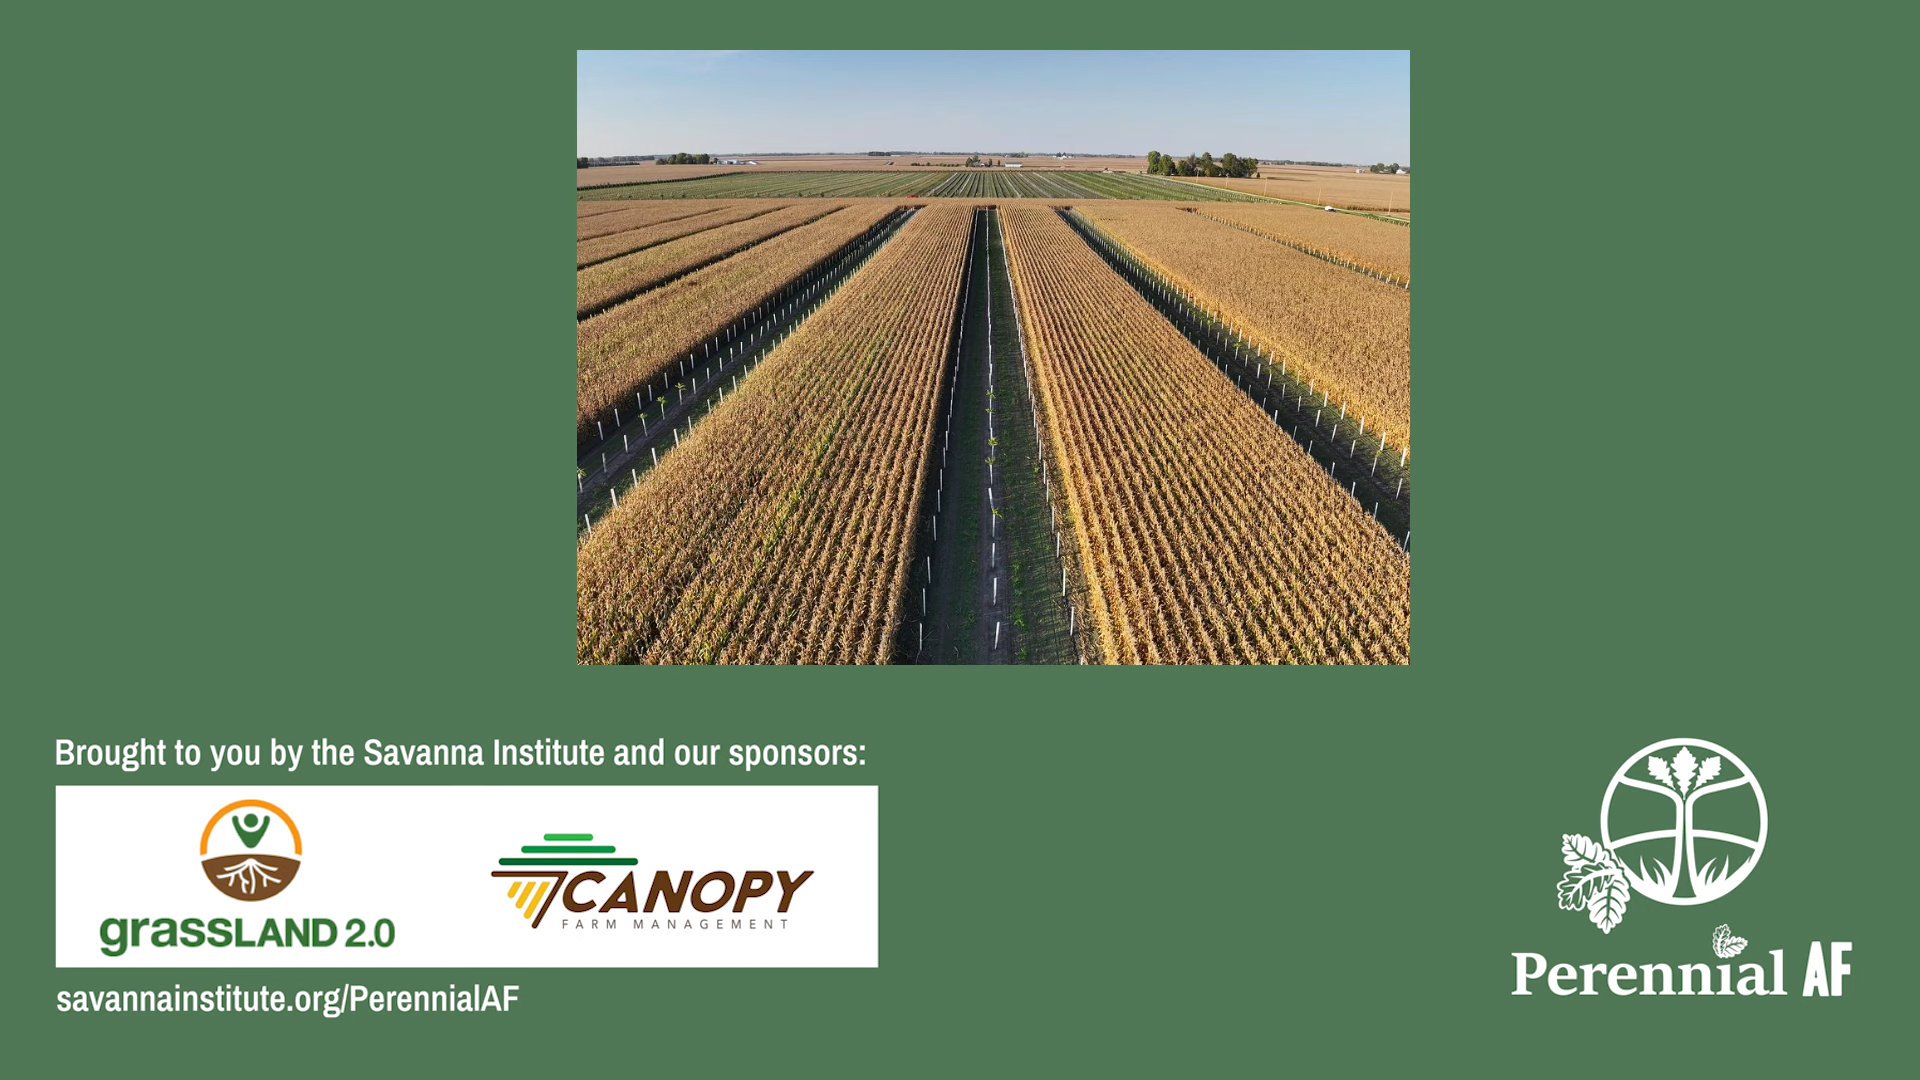 Brought to you by the Savanna Institute and our sponsors:
grassLAND 2.0
CANOPY
FARM MANAGEMENT
savannainstitute.org/PerennialAF
Perennial AF